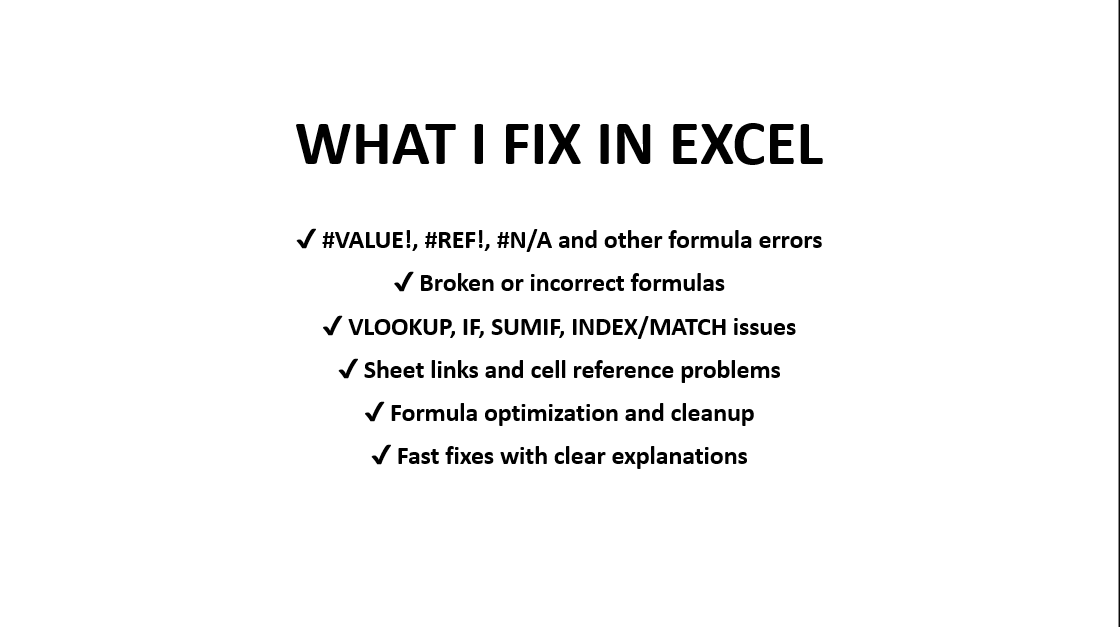 WHAT I FIX IN EXCEL
✓ #VALUE!, #REF!, #N/A and other formula errors
✓ Broken or incorrect formulas
✓ VLOOKUP, IF, SUMIF, INDEX/MATCH issues
✓ Sheet links and cell reference problems
✓ Formula optimization and cleanup
✓ Fast fixes with clear explanations